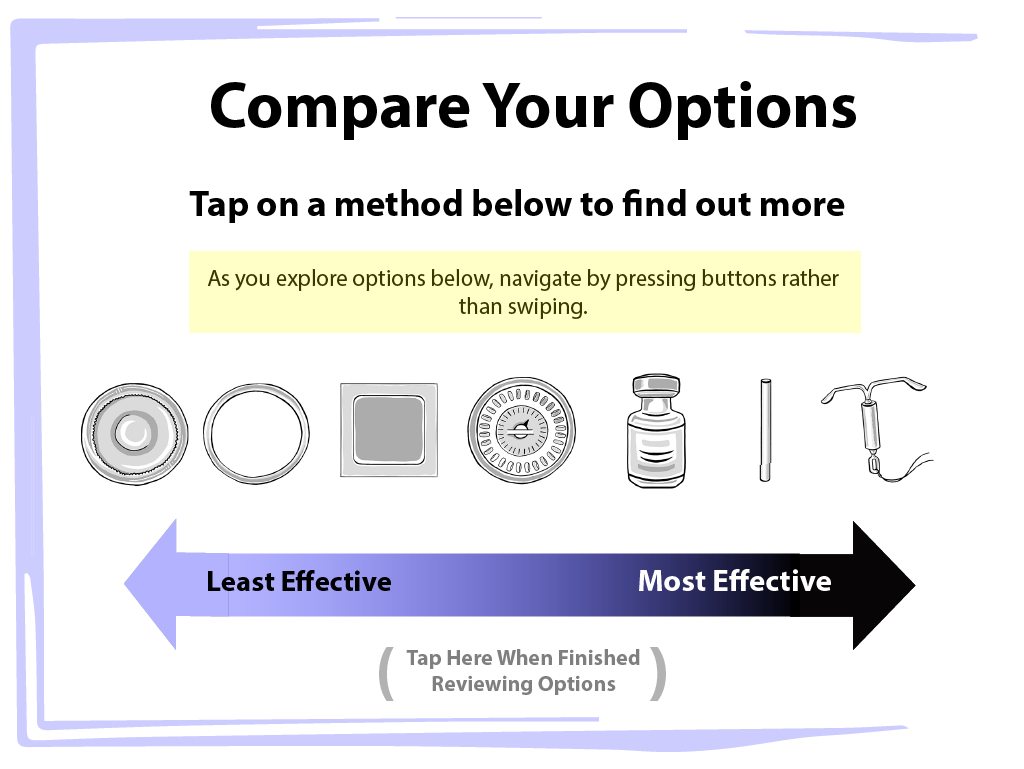 Compare Your Options
Tap on a method below to find out more
As you explore options below, navigate by pressing buttons rather
than swiping.
Least Effective
Most Effective
( Tap Here When Finished
Reviewing Options )